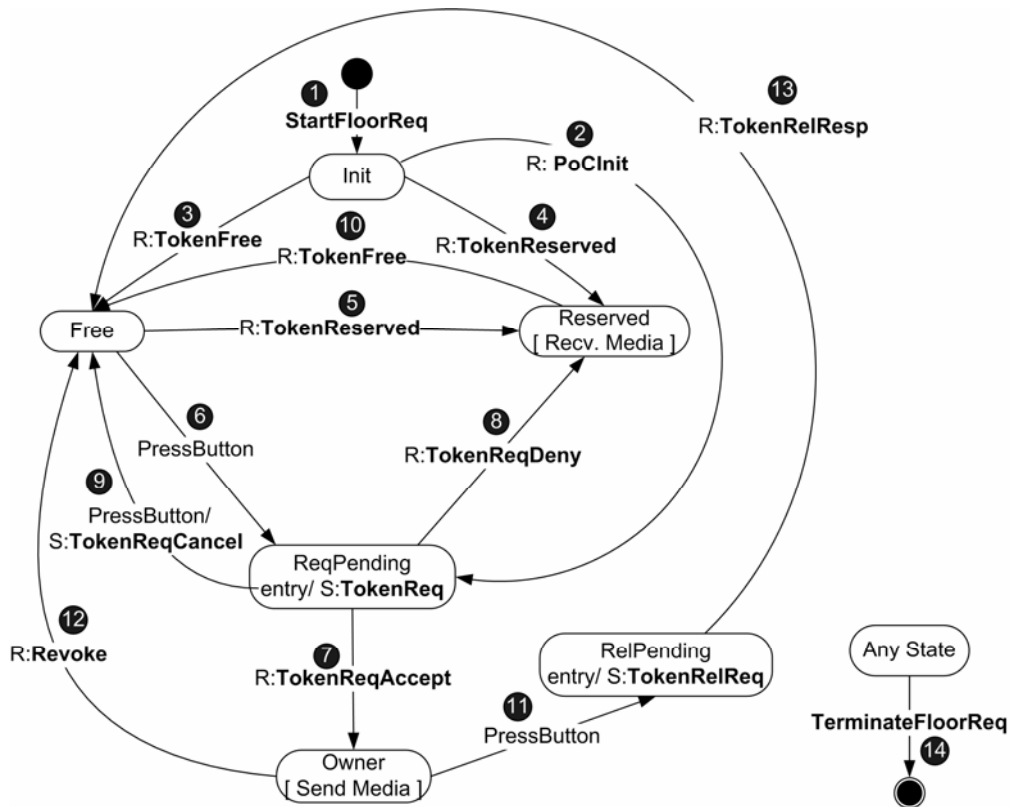 13
1
StartFloorReq
2
R:TokenRelResp
R: PoCInit
Init
3
10
4
R:TokenFree
R:TokenReserved
R:TokenFree
5
Free
R:TokenReserved
Reserved
[ Recv. Media ]
6
8
PressButton
R:TokenReqDeny
9
PressButton/
S:TokenReqCancel
ReqPending
entry/ S:TokenReq
12
R:Revoke
7
R:TokenReqAccept
RelPending
entry/ S:TokenRelReq
Any State
11
PressButton
TerminateFloorReq
14
Owner
[ Send Media ]